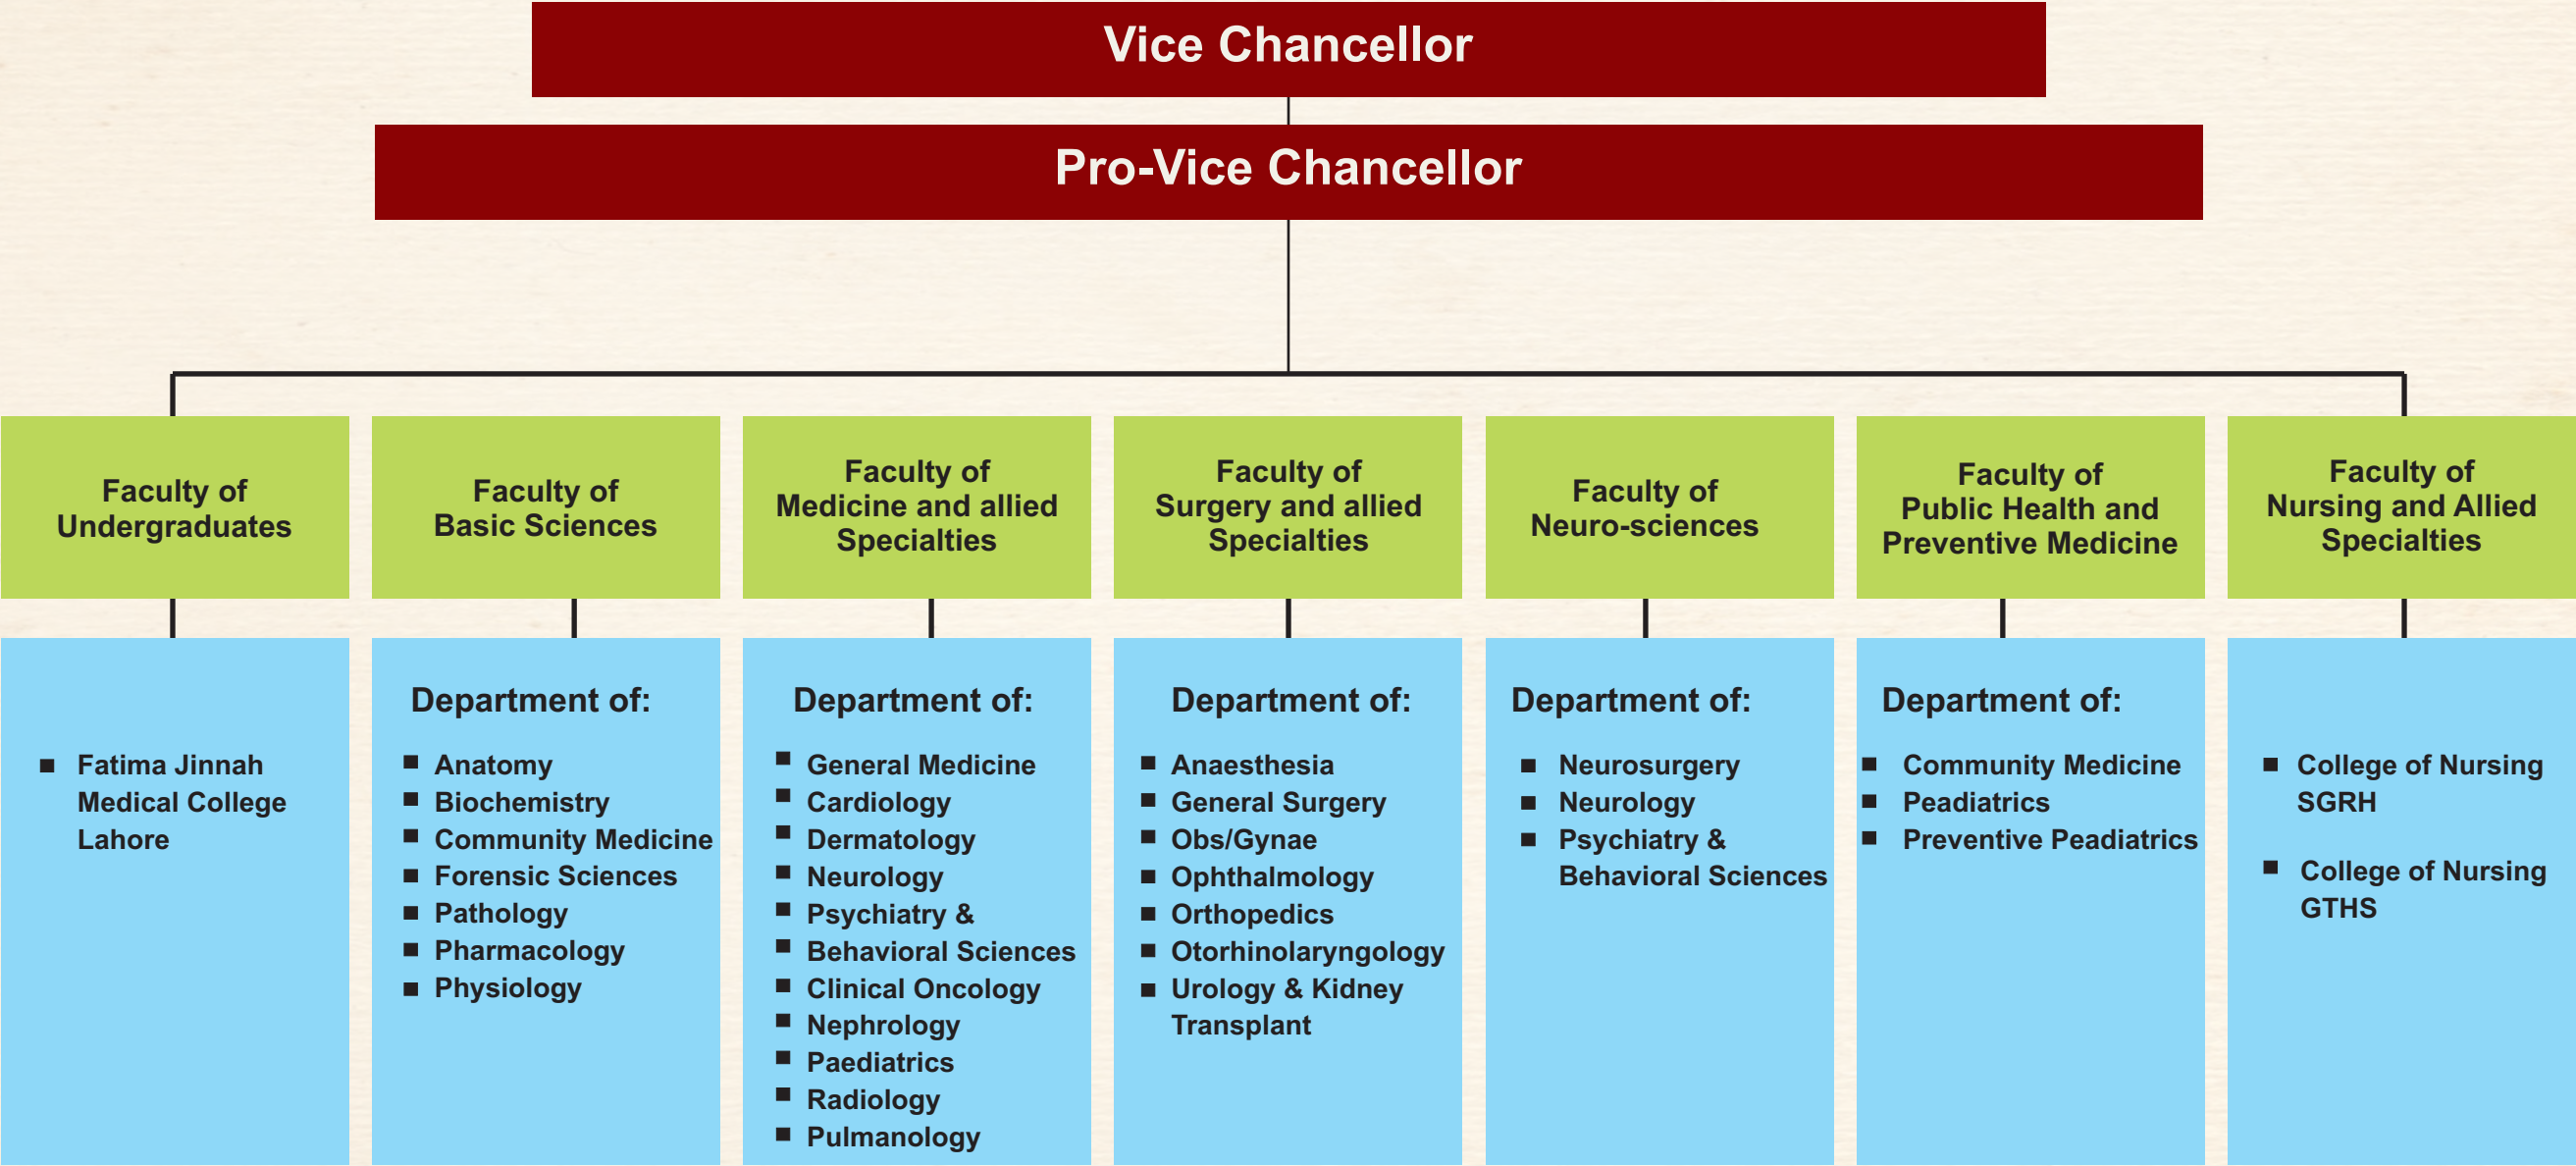 Vice Chancellor
Pro-Vice Chancellor
Faculty of
Undergraduates
Faculty of
Basic Sciences
Faculty of
Medicine and allied
Specialties
Faculty of
Surgery and allied
Specialties
Faculty of
Neuro-sciences
Faculty of
Public Health and
Preventive Medicine
Faculty of
Nursing and Allied
Specialties
■ Fatima Jinnah
Medical College
Lahore
Department of:
■ Anatomy
■ Biochemistry
■ Community Medicine
■ Forensic Sciences
■ Pathology
■ Pharmacology
■ Physiology
Department of:
■ General Medicine
■ Cardiology
■ Dermatology
■ Neurology
■ Psychiatry &
■ Behavioral Sciences
■ Clinical Oncology
■ Nephrology
■ Paediatrics
■ Radiology
■ Pulmanology
Department of:
■ Anaesthesia
■ General Surgery
■ Obs/Gynae
■ Ophthalmology
■ Orthopedics
■ Otorhinolaryngology
■ Urology & Kidney
Transplant
Department of:
■ Neurosurgery
■ Neurology
■ Psychiatry &
Behavioral Sciences
Department of:
■ Community Medicine
■ Peadiatrics
■ Preventive Peadiatrics
■ College of Nursing
SGRH
■ College of Nursing
GTHS